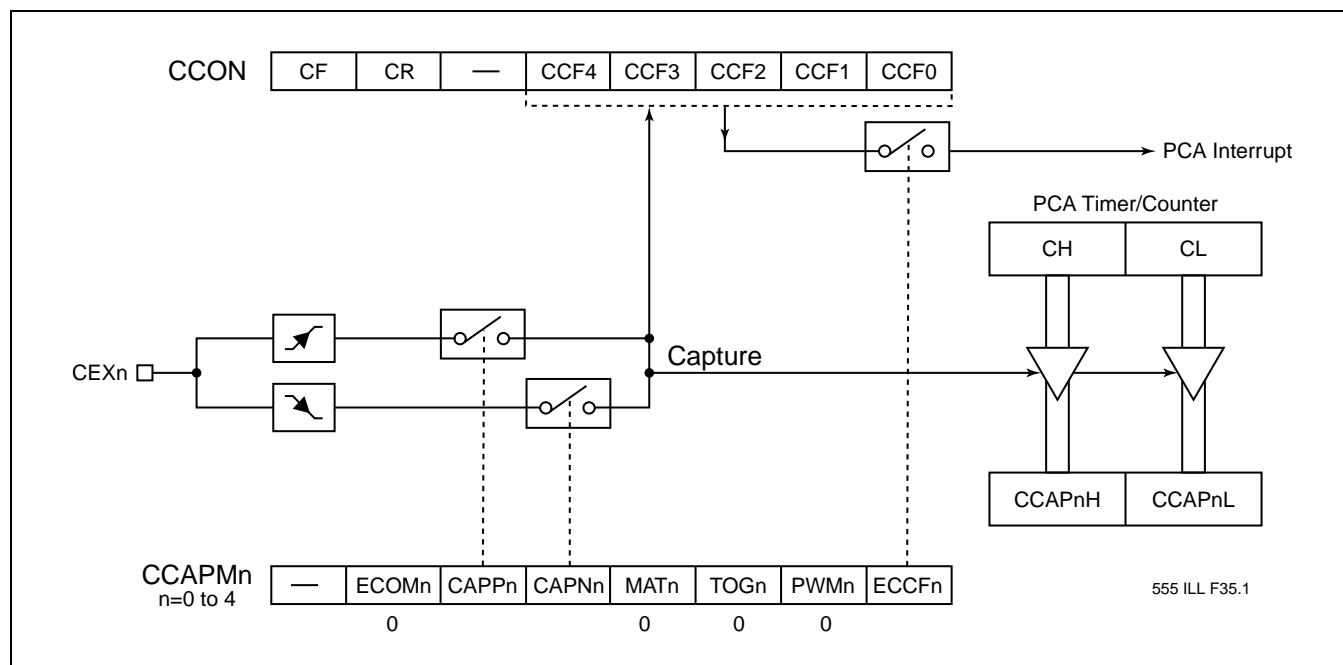 CCON CF CR — CCF4 CCF3 CCF2 CCF1 CCF0
PCA Interrupt
PCA Timer/Counter
CH CL
CEXn
Capture
CCAPnH CCAPnL
CCAPMn
n=0 to 4
— ECOMn CAPPn CAPNn MATn TOGn PWMn ECCFn
0 0 0 0
555 ILL F35.1